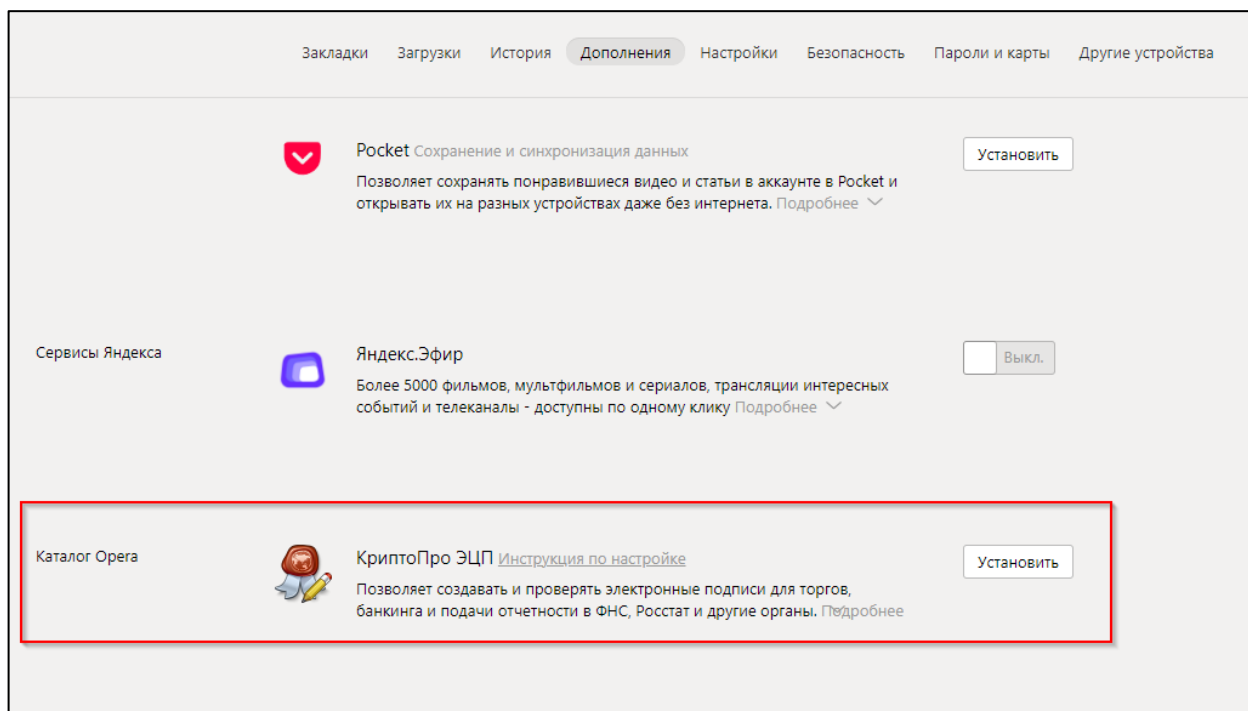 Закладки Загрузки История Дополнения Настройки Безопасность Пароли и карты Другие устройства
Pocket Сохранение и синхронизация данных
Установить
Позволяет сохранять понравившиеся видео и статьи в аккаунте в Pocket и
открывать их на разных устройствах даже без интернета. Подробнее
Сервисы Яндекса
Яндекс.Эфир
Выкл.
Более 5000 фильмов, мультфильмов и сериалов, трансляции интересных
событий и телеканалы - доступны по одному клику Подробнее
Каталог Opera
КриптоПро ЭЦП Инструкция по настройке
Установить
Позволяет создавать и проверять электронные подписи для торгов,
банкинга и подачи отчетности в ФНС, Росстат и другие органы. Подробнее